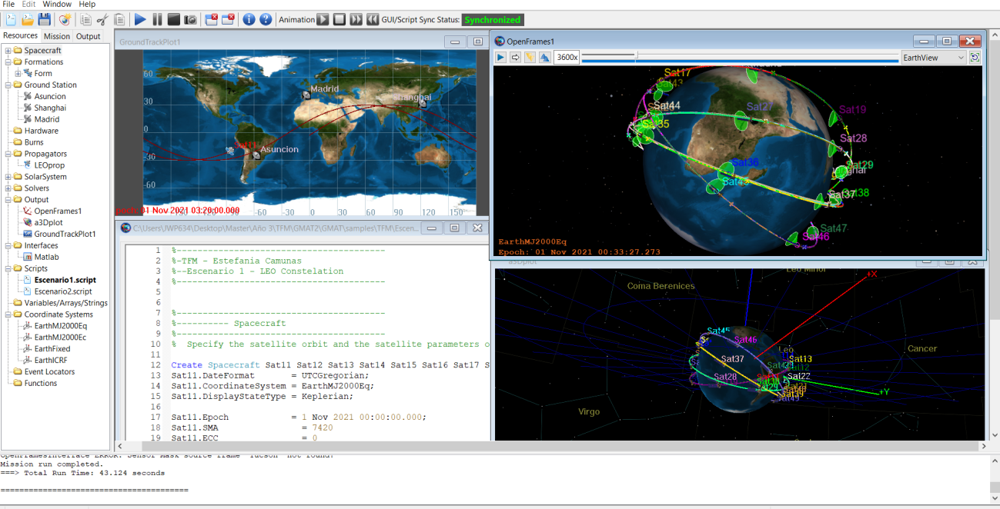 File Edit Window Help
Animation GUI/Script Sync Status: Synchronized
Resources Mission Output
Spacecraft
Formations
Form
Ground Station
Asuncion
Shanghai
Madrid
Hardware
Burns
Propagators
LEOprop
SolarSystem
Solvers
Output
OpenFrames1
a3Dplot
GroundTrackPlot1
Interfaces
Matlab
Scripts
Escenario1.script
Escenario2.script
Variables/Arrays/Strings
Coordinate Systems
EarthMJ2000Eq
EarthMJ2000Ec
EarthFixed
EarthICRF
Event Locators
Functions
GroundTrackPlot1
60
30
0
-30
-60
Madrid
Shanghai
Asuncion
01 Nov 2021 03:20:00.000
-60 -30 0 30 60 90 120 150
C:\Users\JWP634\Desktop\Master\Año 3\TFM\GMAT2\GMAT\samples\TFM\Escen...
1 %----------------------------------------
2 %-TFM - Estefania Camunas
3 %--Escenario 1 - LEO Constelation
4 %----------------------------------------
5
6
7 %----------------------------------------
8 %---------- Spacecraft
9 %----------------------------------------
10 % Specify the satellite orbit and the satellite parameters o
11
12 Create Spacecraft Sat11 Sat12 Sat13 Sat14 Sat15 Sat16 Sat17 S
13 Sat11.DateFormat = UTCGregorian;
14 Sat11.CoordinateSystem = EarthMJ2000Eq;
15 Sat11.DisplayStateType = Keplerian;
16
17 Sat11.Epoch = 1 Nov 2021 00:00:00.000;
18 Sat11.SMA = 7420
19 Sat11.ECC = 0
OpenFrames1
3600x EarthView
Sat17
Sat43
Sat44
Sat35
Sat27
Sat19
Sat28
Sat36
Sat29
Sat38
Sat37
Sat47
Sat46
EarthMJ2000Eq
Epoch: 01 Nov 2021 00:33:27.273
a3Dplot
Leo Minor
+X
Coma Berenices
Sat45
Sat46
Leo
Cancer
Sat37
Sat13
Sat28
Sat22
Sat38
Sat29
Sat39
+Y
Virgo
OpenFramesInterface ERROR: Sensor Mask source frame 'Tucson' not found!
Mission run completed.
===> Total Run Time: 43.124 seconds
========================================